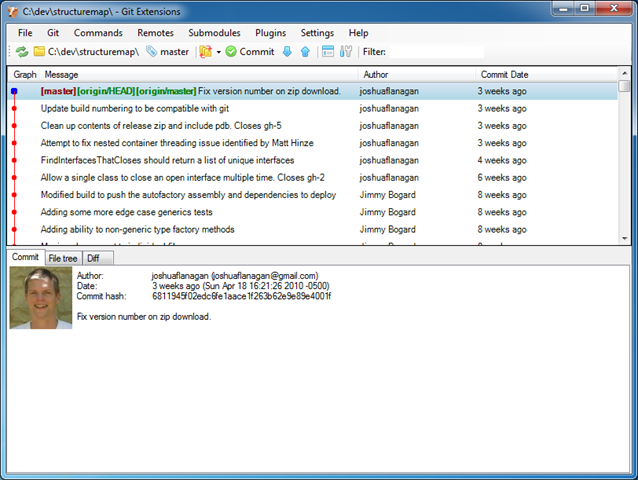 C:\dev\structuremap\ - Git Extensions
File Git Commands Remotes Submodules Plugins Settings Help
C:\dev\structuremap\ master Commit Filter:
Graph Message Author Commit Date
[master][origin/HEAD][origin/master] Fix version number on zip download. joshuaflanagan 3 weeks ago
Update build numbering to be compatible with git joshuaflanagan 3 weeks ago
Clean up contents of release zip and include pdb. Closes gh-5 joshuaflanagan 3 weeks ago
Attempt to fix nested container threading issue identified by Matt Hinze joshuaflanagan 3 weeks ago
FindInterfacesThatCloses should return a list of unique interfaces joshuaflanagan 4 weeks ago
Allow a single class to close an open interface multiple time. Closes gh-2 joshuaflanagan 6 weeks ago
Modified build to push the autofactory assembly and dependencies to deploy Jimmy Bogard 8 weeks ago
Adding some more edge case generics tests Jimmy Bogard 8 weeks ago
Adding ability to non-generic type factory methods Jimmy Bogard 8 weeks ago
Commit File tree Diff
Author: joshuaflanagan (joshuaflanagan@gmail.com)
Date: 3 weeks ago (Sun Apr 18 16:21:26 2010 -0500)
Commit hash: 6811945f02edc6fe1aace1f263b62e9e89e4001f
Fix version number on zip download.